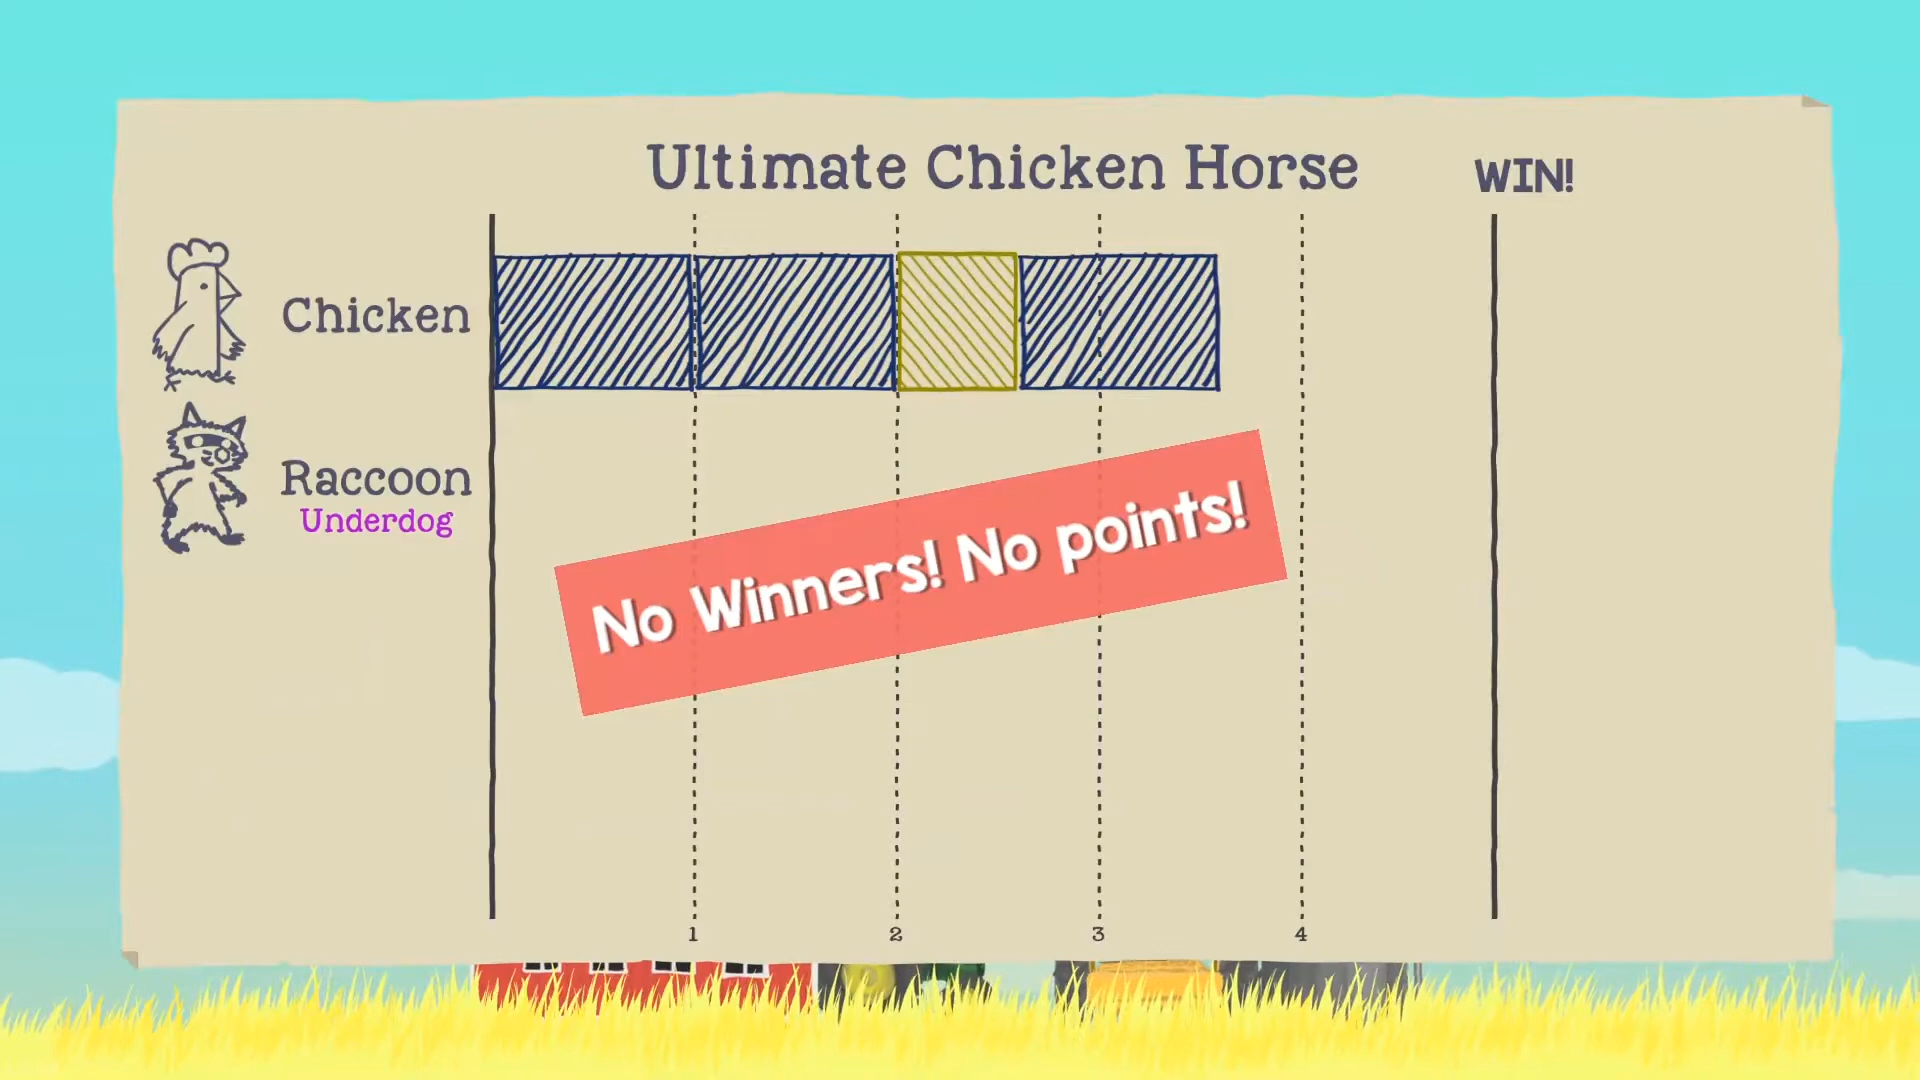 Ultimate Chicken Horse
WIN!
Chicken
Raccoon
Underdog
No Winners! No points!
1
2
3
4